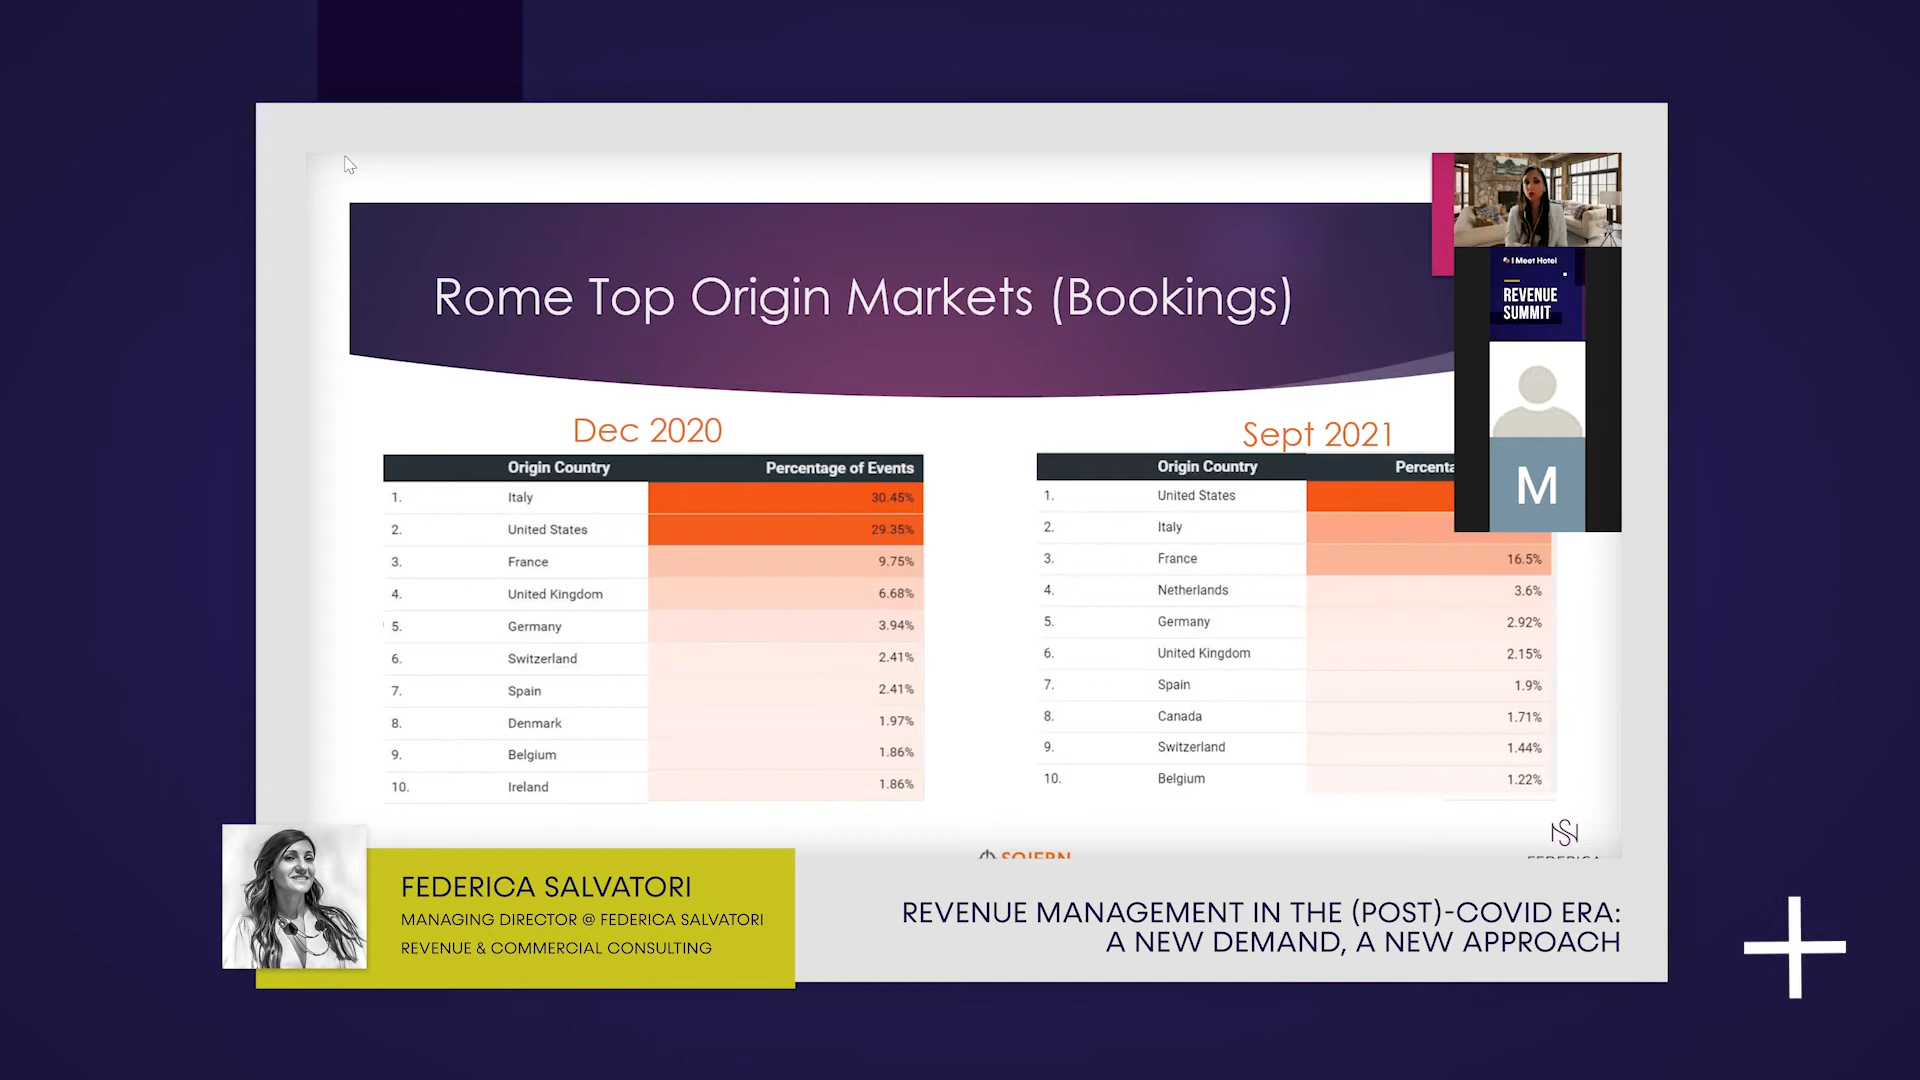 I Meet Hotel
REVENUE
SUMMIT
M
Rome Top Origin Markets (Bookings)
Dec 2020
Origin Country Percentage of Events
1. Italy 30.45%
2. United States 29.35%
3. France 9.75%
4. United Kingdom 6.68%
5. Germany 3.94%
6. Switzerland 2.41%
7. Spain 2.41%
8. Denmark 1.97%
9. Belgium 1.86%
10. Ireland 1.86%
Sept 2021
Origin Country
1. United States
2. Italy
3. France 16.5%
4. Netherlands 3.6%
5. Germany 2.92%
6. United Kingdom 2.15%
7. Spain 1.9%
8. Canada 1.71%
9. Switzerland 1.44%
10. Belgium 1.22%
SOJERN
FEDERICA
FEDERICA SALVATORI
MANAGING DIRECTOR @ FEDERICA SALVATORI
REVENUE & COMMERCIAL CONSULTING
REVENUE MANAGEMENT IN THE (POST)-COVID ERA:
A NEW DEMAND, A NEW APPROACH